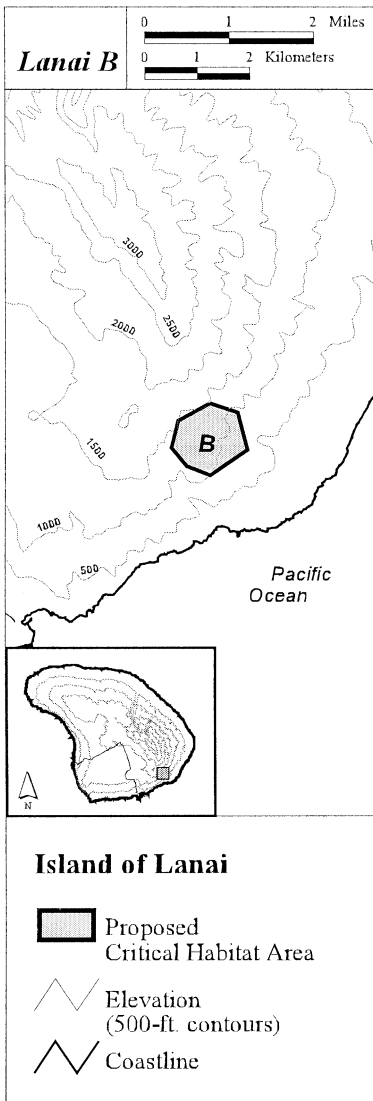 0 1 2 Miles
Lanai B
0 1 2 Kilometers
3000
2500
2000
B
1500
1000
500
Pacific
Ocean
N
Island of Lanai
Proposed
Critical Habitat Area
Elevation
(500-ft. contours)
Coastline